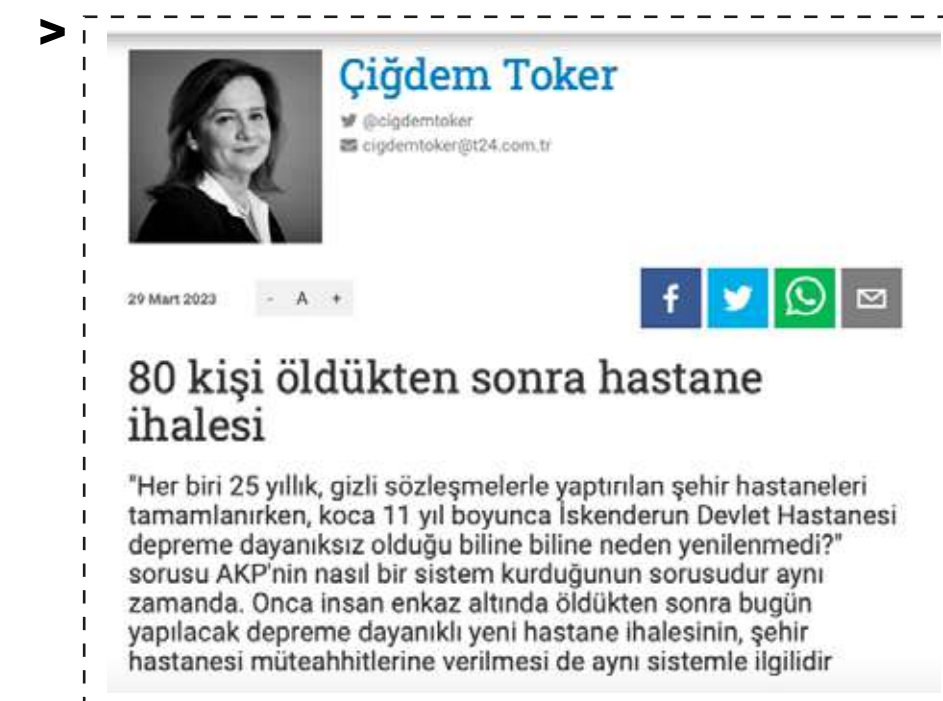 Çiğdem Toker
@cigdemtoker
cigdemtoker@t24.com.tr
29 Mart 2023
- A +
80 kişi öldükten sonra hastane
ihalesi
"Her biri 25 yıllık, gizli sözleşmelerle yaptırılan şehir hastaneleri
tamamlanırken, koca 11 yıl boyunca İskenderun Devlet Hastanesi
depreme dayanıksız olduğu biline biline neden yenilenmedi?"
sorusu AKP'nin nasıl bir sistem kurduğunun sorusudur aynı
zamanda. Onca insan enkaz altında öldükten sonra bugün
yapılacak depreme dayanıklı yeni hastane ihalesinin, şehir
hastanesi müteahhitlerine verilmesi de aynı sistemle ilgilidir